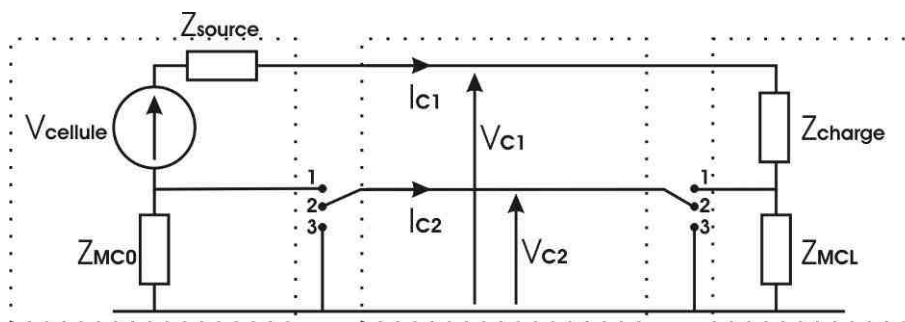 Zsource
IC1
Vcellule
VC1
Zcharge
1
2
3
1
2
3
IC2
ZMC0
VC2
ZMCL